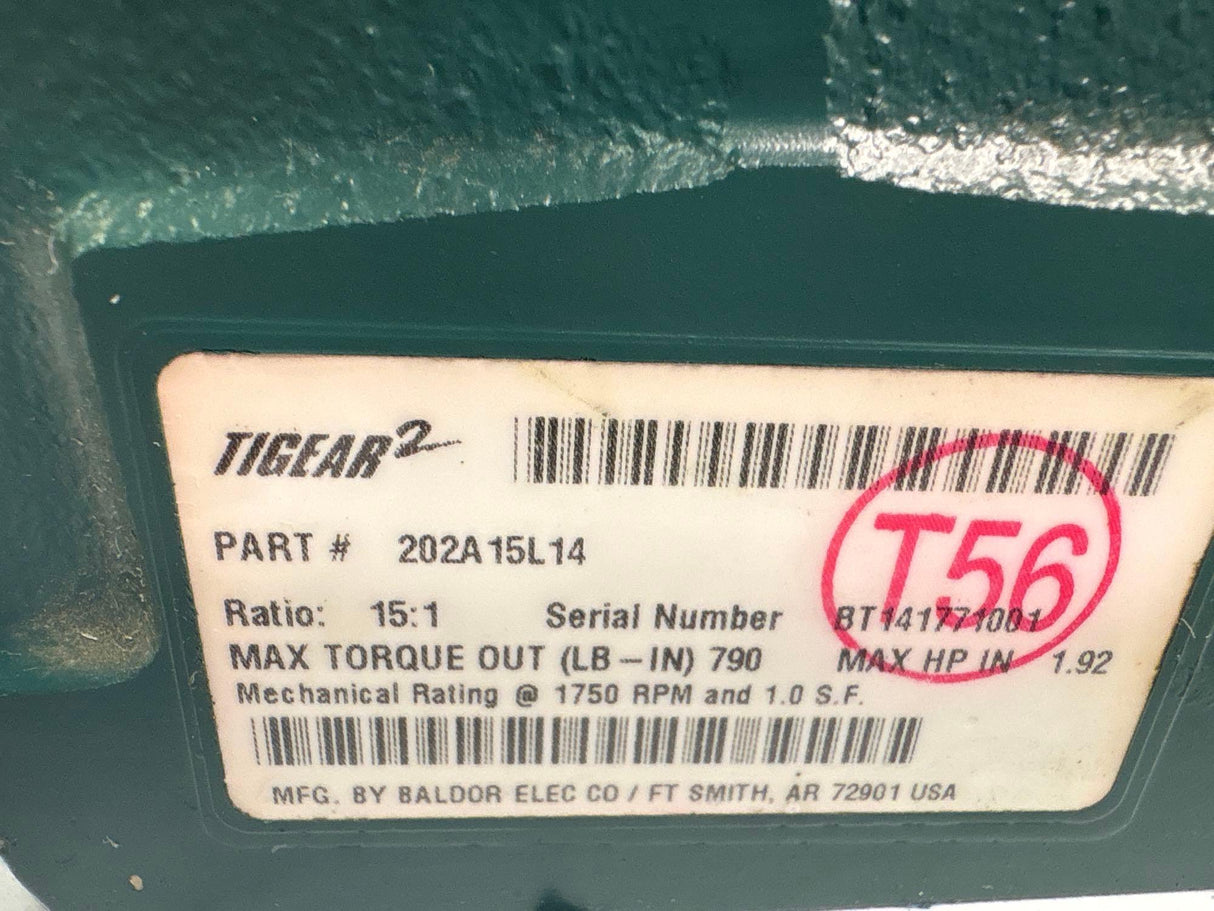 TIGEAR2
T56
PART # 202A15L14
Ratio: 15:1 Serial Number BT141771001
MAX TORQUE OUT (LB-IN) 790 MAX HP IN 1.92
Mechanical Rating @ 1750 RPM and 1.0 S.F.
MFG. BY BALDOR ELEC CO / FT SMITH, AR 72901 USA